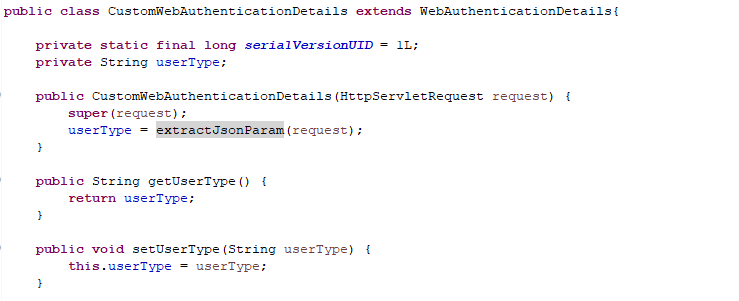 public class CustomWebAuthenticationDetails extends WebAuthenticationDetails{
private static final long serialVersionUID = 1L;
private String userType;
public CustomWebAuthenticationDetails(HttpServletRequest request) {
super(request);
userType = extractJsonParam(request);
}
public String getUserType() {
return userType;
}
public void setUserType(String userType) {
this.userType = userType;
}